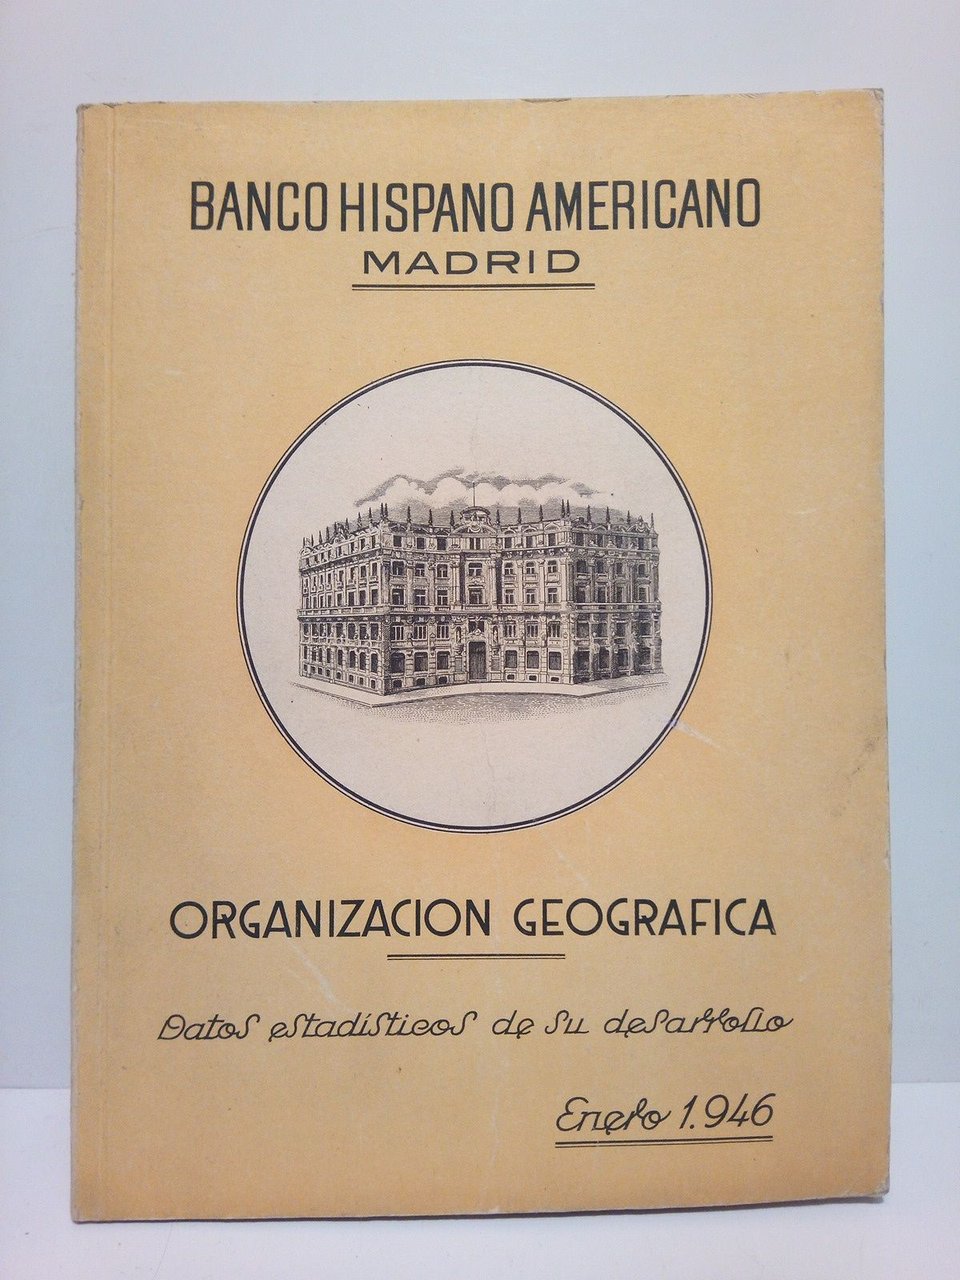 BANCO HISPANO AMERICANO
MADRID
ORGANIZACION GEOGRAFICA
Datos estadísticos de su desarrollo
Enero 1.946